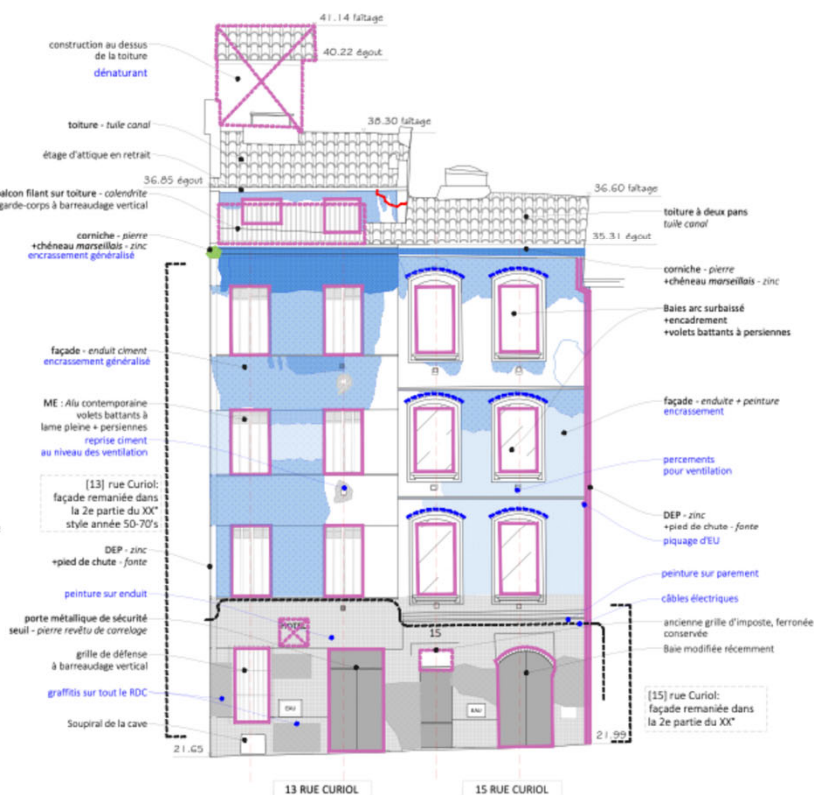 41.14 faîtage
construction au dessus
de la toiture
40.22 égout
dénaturant
toiture - tuile canal
38.30 faîtage
étage d'attique en retrait
36.85 égout
36.60 faîtage
balcon filant sur toiture - calendrite
garde-corps à barreaudage vertical
toiture à deux pans
tuile canal
corniche - pierre
+chéneau marseillais - zinc
encrassement généralisé
35.31 égout
corniche - pierre
+chéneau marseillais - zinc
Baies arc surbaissé
+encadrement
+volets battants à persiennes
façade - enduit ciment
encrassement généralisé
ME : Alu contemporaine
volets battants à
lame pleine + persiennes
reprise ciment
au niveau des ventilation
façade - enduite + peinture
encrassement
percements
pour ventilation
[13] rue Curiol:
façade remaniée dans
la 2e partie du XX°
style année 50-70's
DEP - zinc
+pied de chute - fonte
piquage d'EU
DEP - zinc
+pied de chute - fonte
peinture sur parement
peinture sur enduit
câbles électriques
porte métallique de sécurité
seuil - pierre revêtu de carrelage
HOTEL
15
ancienne grille d'imposte, ferronée
conservée
Baie modifiée récemment
grille de défense
à barreaudage vertical
graffitis sur tout le RDC
[15] rue Curiol:
façade remaniée dans
la 2e partie du XX°
Soupiral de la cave
21.65
21.99
13 RUE CURIOL
15 RUE CURIOL